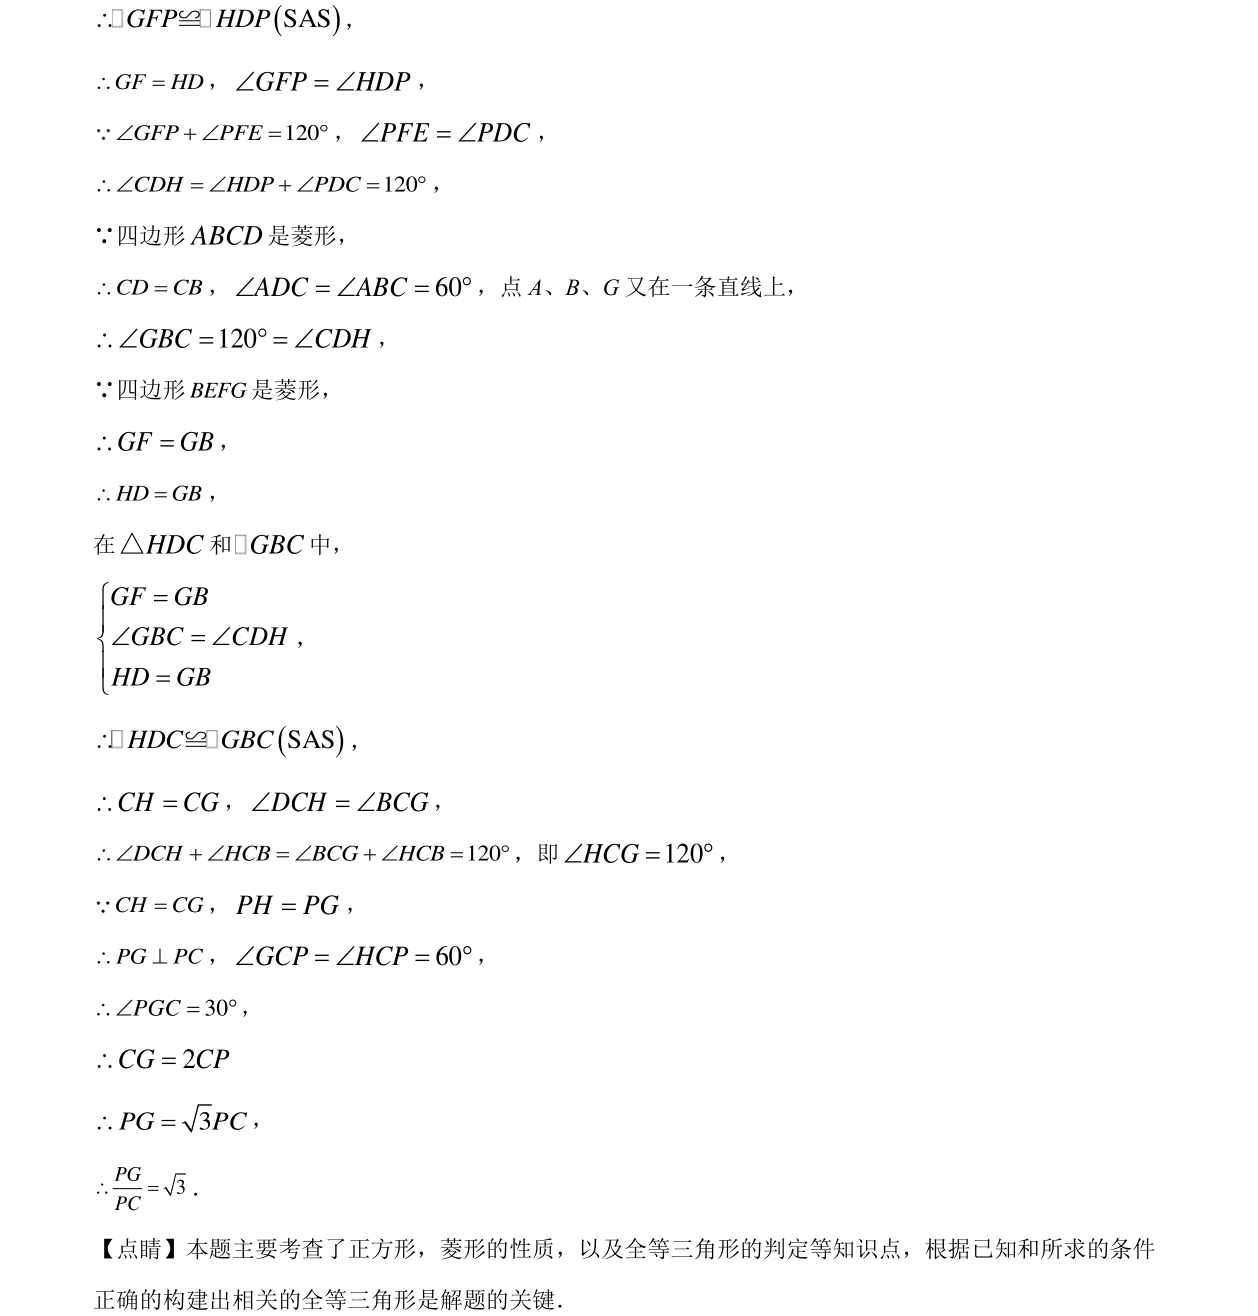 ∴□GFP≌□HDP(SAS)，
∴GF=HD，∠GFP=∠HDP，
∵∠GFP+∠PFE=120°，∠PFE=∠PDC，
∴∠CDH=∠HDP+∠PDC=120°，
∵四边形ABCD是菱形，
∴CD=CB，∠ADC=∠ABC=60°，点A、B、G又在一条直线上，
∴∠GBC=120°=∠CDH，
∵四边形BEFG是菱形，
∴GF=GB，
∴HD=GB，
在△HDC和□GBC中，
GF=GB
∠GBC=∠CDH，
HD=GB
∴□HDC≌□GBC(SAS)，
∴CH=CG，∠DCH=∠BCG，
∴∠DCH+∠HCB=∠BCG+∠HCB=120°，即∠HCG=120°，
∵CH=CG，PH=PG，
∴PG⊥PC，∠GCP=∠HCP=60°，
∴∠PGC=30°，
∴CG=2CP
∴PG=√3PC，
∴PG/PC=√3．
【点睛】本题主要考查了正方形，菱形的性质，以及全等三角形的判定等知识点，根据已知和所求的条件
正确的构建出相关的全等三角形是解题的关键．